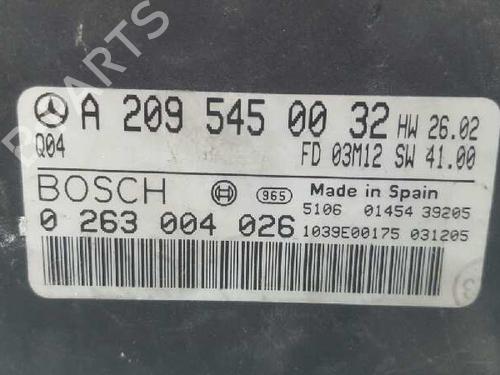 A 209 545 00 32 HW 26.02
Q04 FD 03M12 SW 41.00
BOSCH 965 Made in Spain
5106 01454 39205
0 263 004 026 1039E00175 031205
3